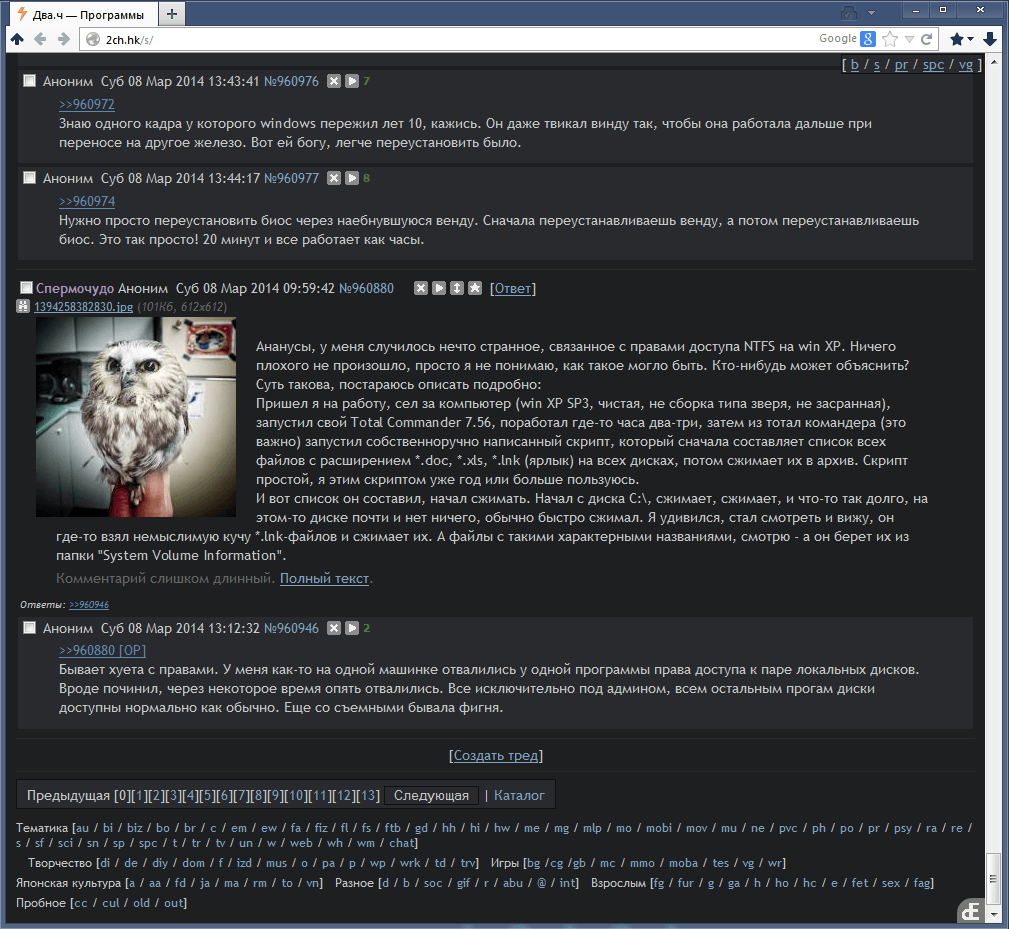 Два.ч — Программы
2ch.hk/s/
Google
[ b / s / pr / spc / vg ]
Аноним Суб 08 Мар 2014 13:43:41 №960976 7
>>960972
Знаю одного кадра у которого windows пережил лет 10, кажись. Он даже твикал винду так, чтобы она работала дальше при
переносе на другое железо. Вот ей богу, легче переустановить было.
Аноним Суб 08 Мар 2014 13:44:17 №960977 8
>>960974
Нужно просто переустановить биос через наебнувшуюся венду. Сначала переустанавливаешь венду, а потом переустанавливаешь
биос. Это так просто! 20 минут и все работает как часы.
Спермочудо Аноним Суб 08 Мар 2014 09:59:42 №960880 [Ответ]
1394258382830.jpg (101Кб, 612x612)
Ананусы, у меня случилось нечто странное, связанное с правами доступа NTFS на win XP. Ничего
плохого не произошло, просто я не понимаю, как такое могло быть. Кто-нибудь может объяснить?
Суть такова, постараюсь описать подробно:
Пришел я на работу, сел за компьютер (win XP SP3, чистая, не сборка типа зверя, не засранная),
запустил свой Total Commander 7.56, поработал где-то часа два-три, затем из тотал командера (это
важно) запустил собственноручно написанный скрипт, который сначала составляет список всех
файлов с расширением *.doc, *.xls, *.lnk (ярлык) на всех дисках, потом сжимает их в архив. Скрипт
простой, я этим скриптом уже год или больше пользуюсь.
И вот список он составил, начал сжимать. Начал с диска C:\, сжимает, сжимает, и что-то так долго, на
этом-то диске почти и нет ничего, обычно быстро сжимал. Я удивился, стал смотреть и вижу, он
где-то взял немыслимую кучу *.lnk-файлов и сжимает их. А файлы с такими характерными названиями, смотрю - а он берет их из
папки "System Volume Information".
Комментарий слишком длинный. Полный текст.
Ответы: >>960946
Аноним Суб 08 Мар 2014 13:12:32 №960946 2
>>960880 [OP]
Бывает хуета с правами. У меня как-то на одной машинке отвалились у одной программы права доступа к паре локальных дисков.
Вроде починил, через некоторое время опять отвалились. Все исключительно под админом, всем остальным прогам диски
доступны нормально как обычно. Еще со съемными бывала фигня.
[Создать тред]
Предыдущая [0][1][2][3][4][5][6][7][8][9][10][11][12][13] Следующая | Каталог
Тематика [au / bi / biz / bo / br / c / em / ew / fa / fiz / fl / fs / ftb / gd / hh / hi / hw / me / mg / mlp / mo / mobi / mov / mu / ne / pvc / ph / po / pr / psy / ra / re /
s / sf / sci / sn / sp / spc / t / tr / tv / un / w / web / wh / wm / chat]
Творчество [di / de / diy / dom / f / izd / mus / o / pa / p / wp / wrk / td / trv] Игры [bg /cg /gb / mc / mmo / moba / tes / vg / wr]
Японская культура [a / aa / fd / ja / ma / rm / to / vn] Разное [d / b / soc / gif / r / abu / @ / int] Взрослым [fg / fur / g / ga / h / ho / hc / e / fet / sex / fag]
Пробное [cc / cul / old / out]
dE